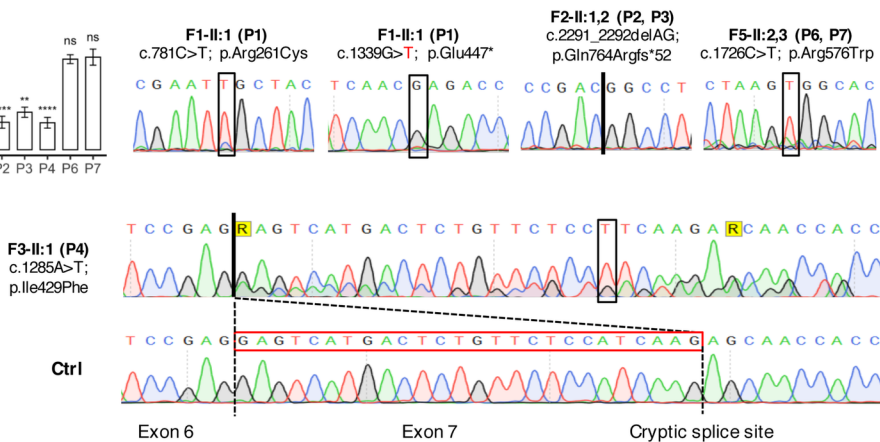 ns ns
*** ** ****
P2 P3 P4 P6 P7
F1-II:1 (P1)
c.781C>T; p.Arg261Cys
C G A A T T G C T A C
F1-II:1 (P1)
c.1339G>T; p.Glu447*
T C A A C G A G A C C
F2-II:1,2 (P2, P3)
c.2291_2292delAG;
p.Gln764Argfs*52
C C G A C G G C C T
F5-II:2,3 (P6, P7)
c.1726C>T; p.Arg576Trp
C T A A G T G G C A C
F3-II:1 (P4)
c.1285A>T;
p.Ile429Phe
T C C G A G R A G T C A T G A C T C T G T T C T C C T T C A A G A R C A A C C A C C
Ctrl
T C C G A G G A G T C A T G A C T C T G T T C T C C A T C A A G A G C A A C C A C C
Exon 6 Exon 7 Cryptic splice site